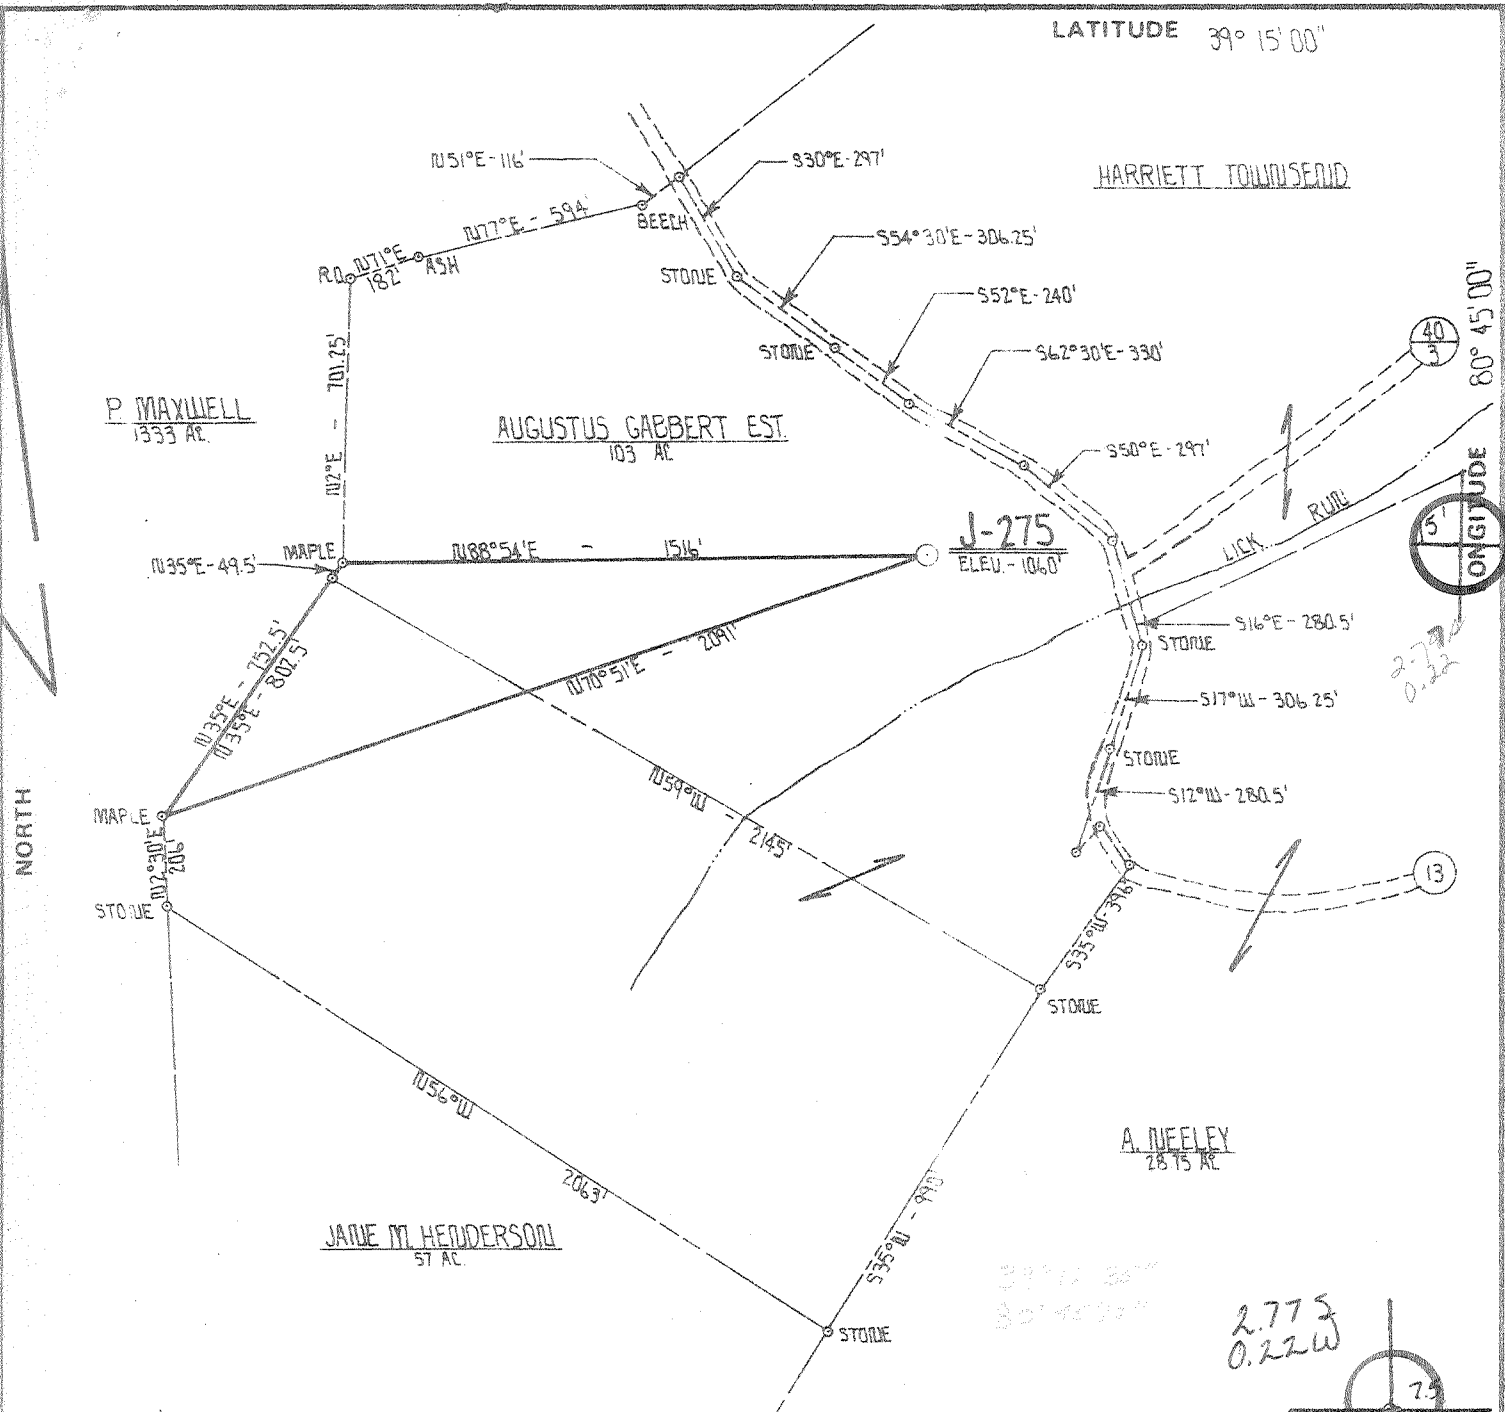 LATITUDE 39° 15' 00"
N51°E-116'
S30°E-297'
HARRIETT TOWNSEND
BEECH
N77°E - 594'
S54°30'E-306.25'
R.O.
N71°E
182'
ASH
STONE
S52°E-240'
LONGITUDE 80° 45' 00"
STONE
S62°30'E-330'
40
3
N2°E - 701.25'
P. MAXWELL
1333 AC.
AUGUSTUS GABBERT EST.
103 AC
S50°E-297'
LICK RUN
5'
J-275
ELEV.-1060'
MAPLE
N88°54'E - 1516'
N35°E-49.5'
S16°E-280.5'
STONE
N35°E - 752.5'
N35°E - 802.5'
N70°51'E - 2091'
S17°W-306.25'
STONE
0.22
NORTH
MAPLE
N59°W - 2145'
S12°W-280.5'
N2°30'E
206'
STONE
13
S35°W-396'
STONE
N56°W
2063'
A. NEELEY
28.75 AC
S35°W - 990'
JANE M. HENDERSON
57 AC.
STONE
2.77 S
0.22 W
7.5